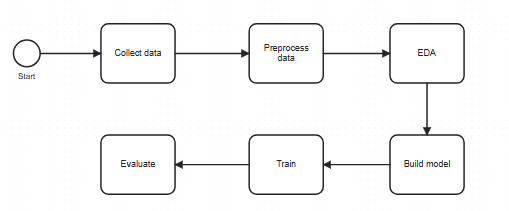 Start
Collect data
Preprocess
data
EDA
Build model
Train
Evaluate